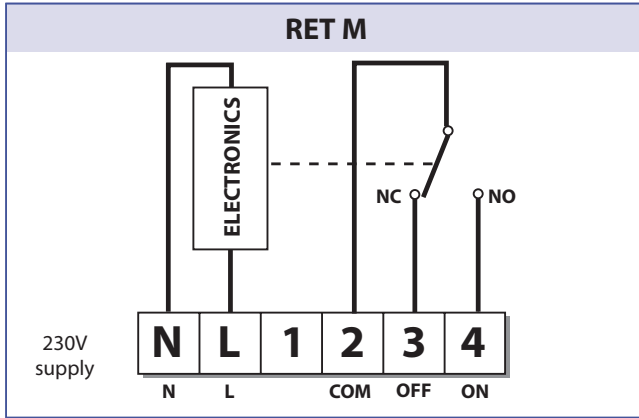 RET M
ELECTRONICS
NC NO
230V
supply
N L 1 2 3 4
N L COM OFF ON